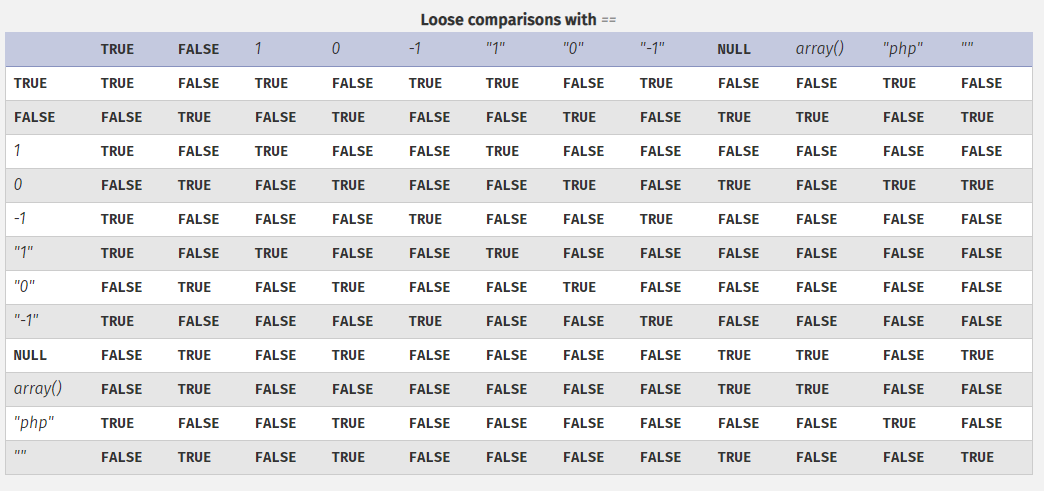 Loose comparisons with ==
TRUE FALSE 1 0 -1 "1" "0" "-1" NULL array() "php" ""
TRUE TRUE FALSE TRUE FALSE TRUE TRUE FALSE TRUE FALSE FALSE TRUE FALSE
FALSE FALSE TRUE FALSE TRUE FALSE FALSE TRUE FALSE TRUE TRUE FALSE TRUE
1 TRUE FALSE TRUE FALSE FALSE TRUE FALSE FALSE FALSE FALSE FALSE FALSE
0 FALSE TRUE FALSE TRUE FALSE FALSE TRUE FALSE TRUE FALSE TRUE TRUE
-1 TRUE FALSE FALSE FALSE TRUE FALSE FALSE TRUE FALSE FALSE FALSE FALSE
"1" TRUE FALSE TRUE FALSE FALSE TRUE FALSE FALSE FALSE FALSE FALSE FALSE
"0" FALSE TRUE FALSE TRUE FALSE FALSE TRUE FALSE FALSE FALSE FALSE FALSE
"-1" TRUE FALSE FALSE FALSE TRUE FALSE FALSE TRUE FALSE FALSE FALSE FALSE
NULL FALSE TRUE FALSE TRUE FALSE FALSE FALSE FALSE TRUE TRUE FALSE TRUE
array() FALSE TRUE FALSE FALSE FALSE FALSE FALSE FALSE TRUE TRUE FALSE FALSE
"php" TRUE FALSE FALSE TRUE FALSE FALSE FALSE FALSE FALSE FALSE TRUE FALSE
"" FALSE TRUE FALSE TRUE FALSE FALSE FALSE FALSE TRUE FALSE FALSE TRUE